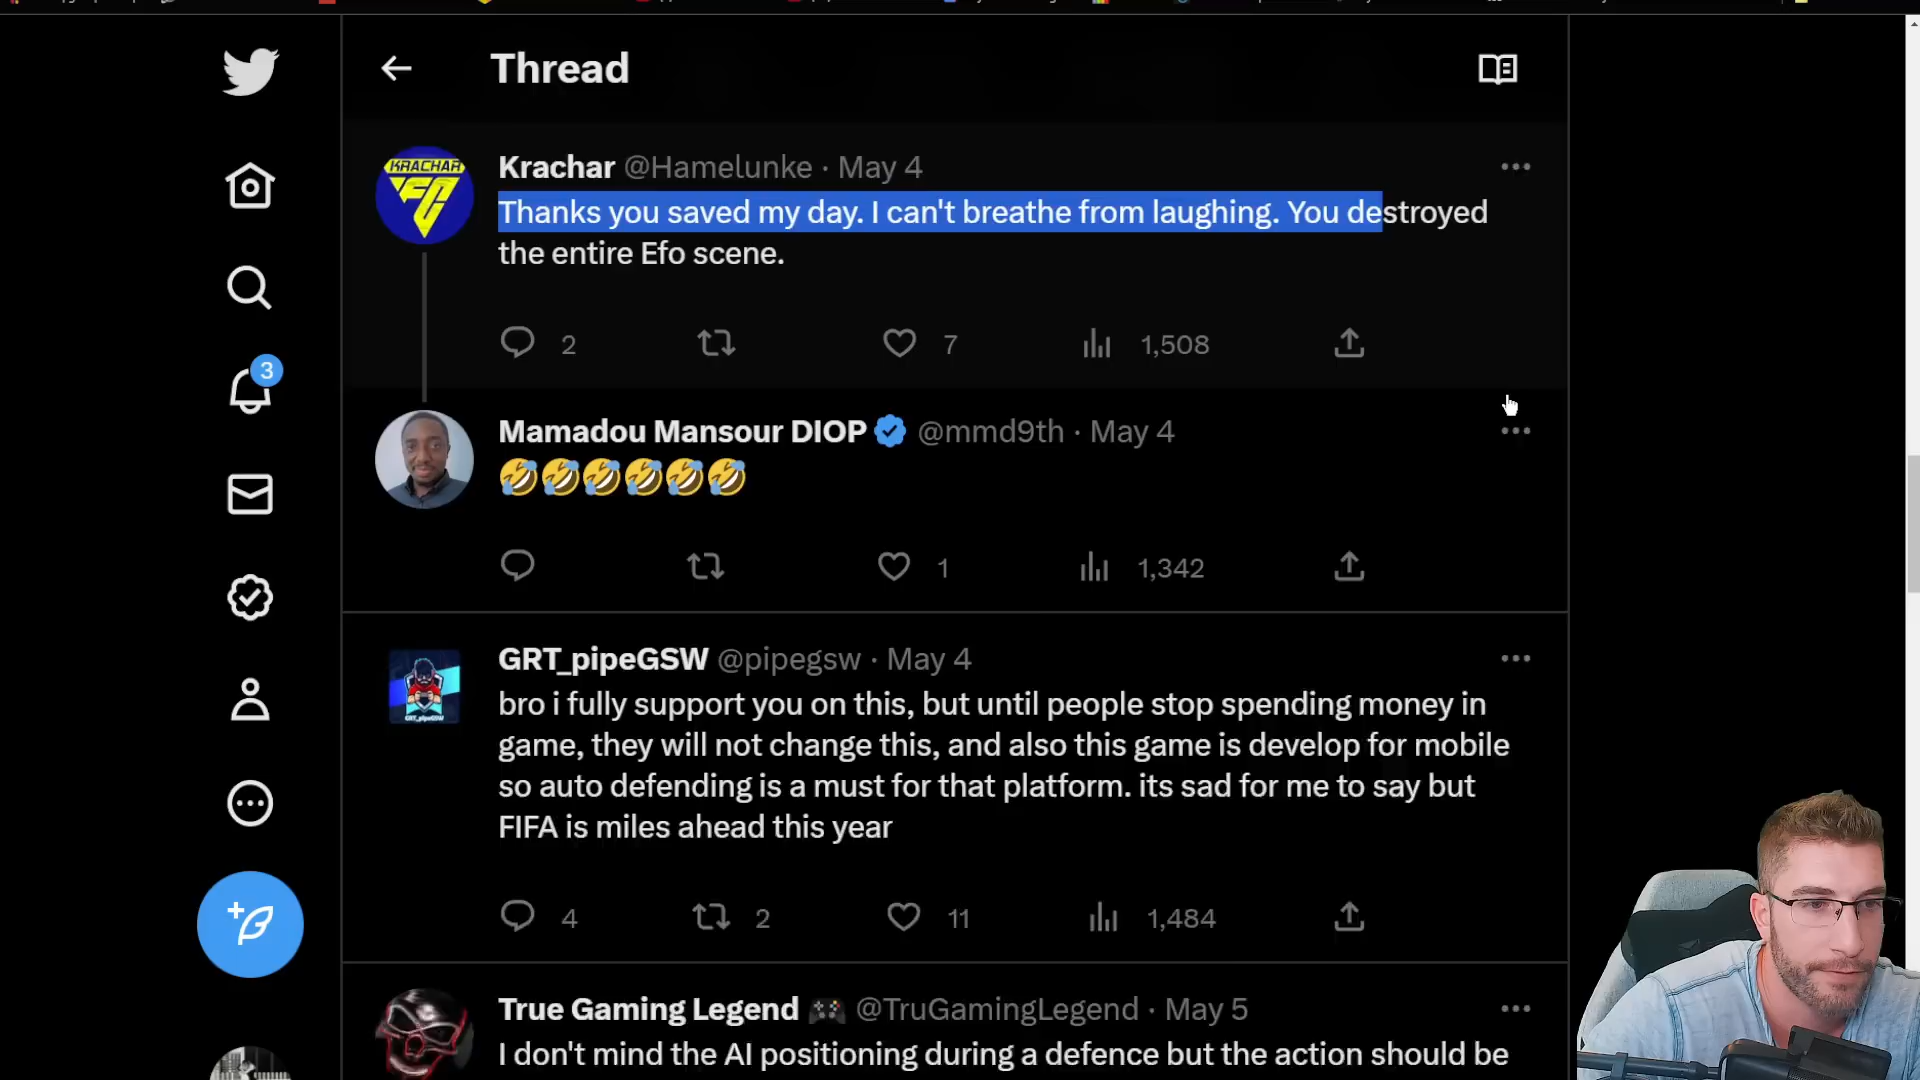 Thread
KRACHAR
Krachar @Hamelunke · May 4
Thanks you saved my day. I can't breathe from laughing. You destroyed
the entire Efo scene.
2 7 1,508
3
Mamadou Mansour DIOP @mmd9th · May 4
🤣🤣🤣🤣🤣🤣
1 1,342
GRT_pipeGSW @pipegsw · May 4
bro i fully support you on this, but until people stop spending money in
game, they will not change this, and also this game is develop for mobile
so auto defending is a must for that platform. its sad for me to say but
FIFA is miles ahead this year
GRT_pipeGSW
4 2 11 1,484
True Gaming Legend 🎮 @TruGamingLegend · May 5
I don't mind the AI positioning during a defence but the action should be